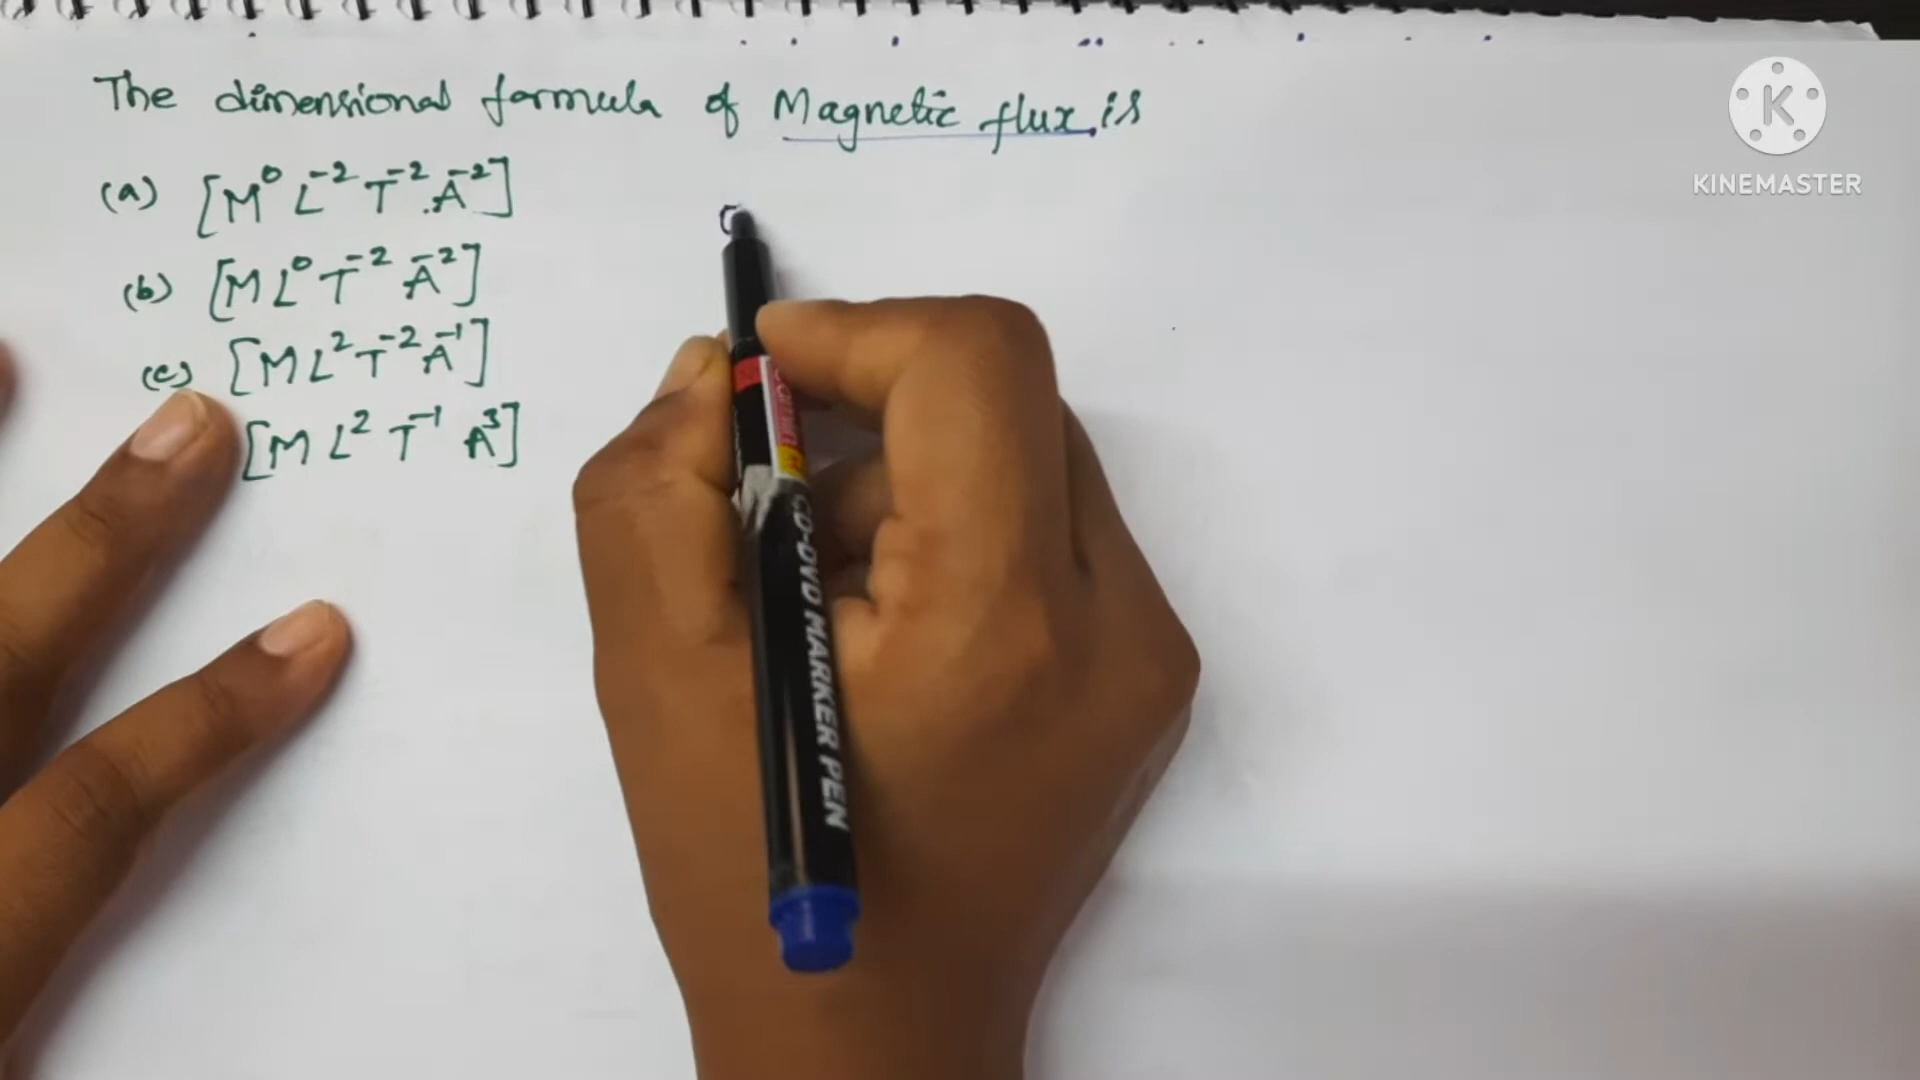 The dimensional formula of Magnetic flux is
(a) [M⁰ L⁻² T⁻² A⁻²]
(b) [M L⁰ T⁻² A⁻²]
(c) [M L² T⁻² A⁻¹]
[M L² T⁻¹ A³]
KINEMASTER
CD-DVD MARKER PEN